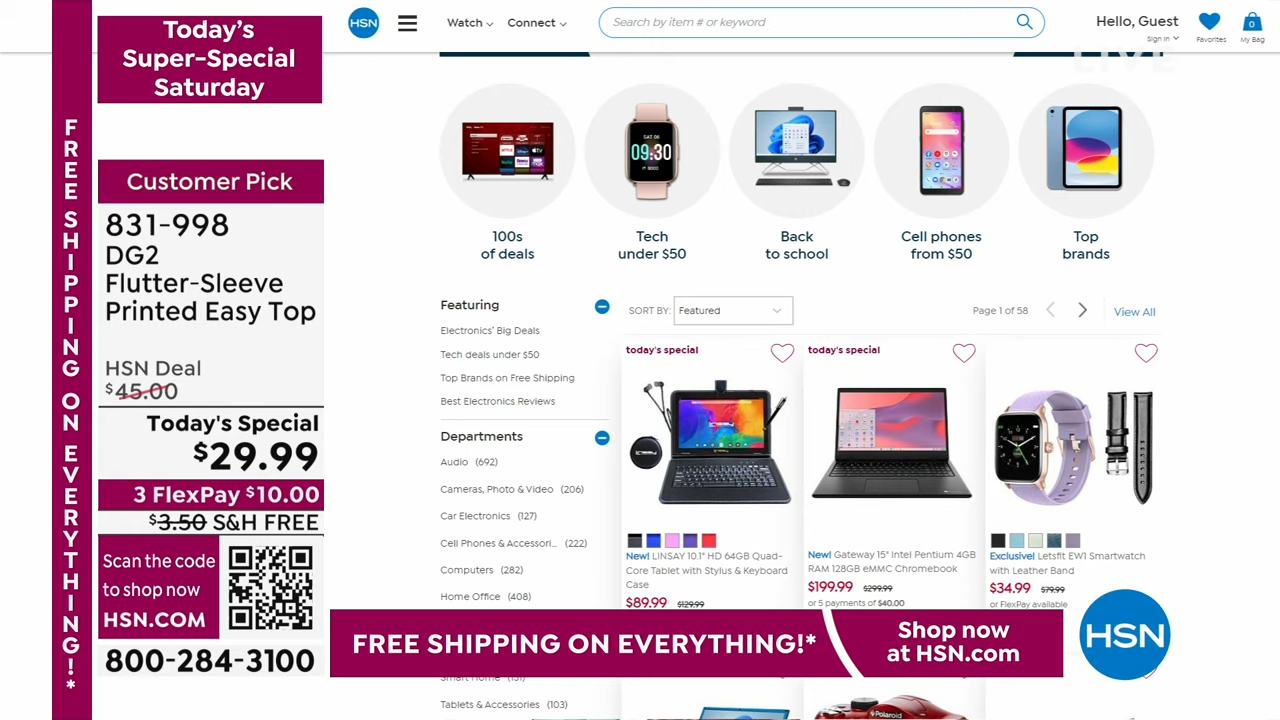 FREE SHIPPING ON EVERYTHING!*
Today's
Super-Special
Saturday
Customer Pick
831-998
DG2
Flutter-Sleeve
Printed Easy Top
HSN Deal
$45.00
Today's Special
$29.99
3 FlexPay $10.00
$3.50 S&H FREE
Scan the code
to shop now
HSN.COM
800-284-3100
HSN
Watch
Connect
Search by item # or keyword
Hello, Guest
Sign In
Favorites
0
My Bag
LIVE
09:30
100s
of deals
Tech
under $50
Back
to school
Cell phones
from $50
Top
brands
Featuring
Electronics' Big Deals
Tech deals under $50
Top Brands on Free Shipping
Best Electronics Reviews
Departments
Audio (692)
Cameras, Photo & Video (206)
Car Electronics (127)
Cell Phones & Accessori... (222)
Computers (282)
Home Office (408)
Smart Home (131)
Tablets & Accessories (103)
SORT BY: Featured
Page 1 of 58
View All
today's special
New! LINSAY 10.1" HD 64GB Quad-
Core Tablet with Stylus & Keyboard
Case
$89.99 $129.99
today's special
New! Gateway 15" Intel Pentium 4GB
RAM 128GB eMMC Chromebook
$199.99 $299.99
or 5 payments of $40.00
Exclusive! Letsfit EW1 Smartwatch
with Leather Band
$34.99 $79.99
or FlexPay available
FREE SHIPPING ON EVERYTHING!*
Shop now
at HSN.com
HSN
Polaroid